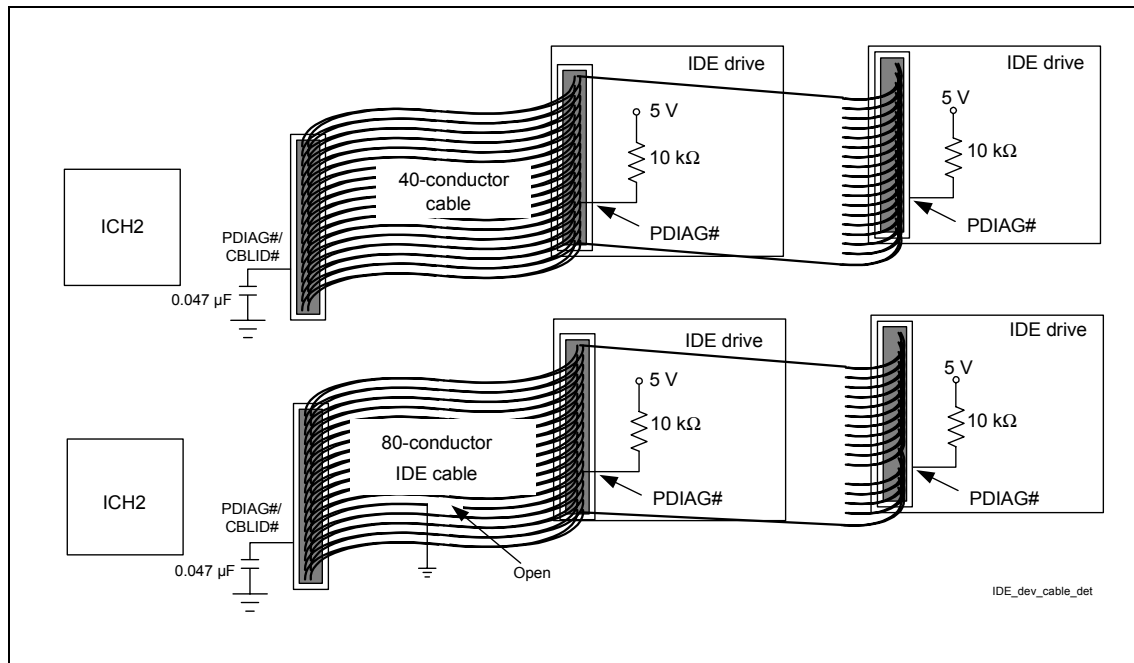 IDE drive
IDE drive
5 V
5 V
10 kΩ
10 kΩ
40-conductor
cable
ICH2
PDIAG#/
CBLID#
PDIAG#
PDIAG#
0.047 µF
IDE drive
IDE drive
5 V
5 V
10 kΩ
10 kΩ
80-conductor
IDE cable
ICH2
PDIAG#/
CBLID#
PDIAG#
PDIAG#
0.047 µF
Open
IDE_dev_cable_det